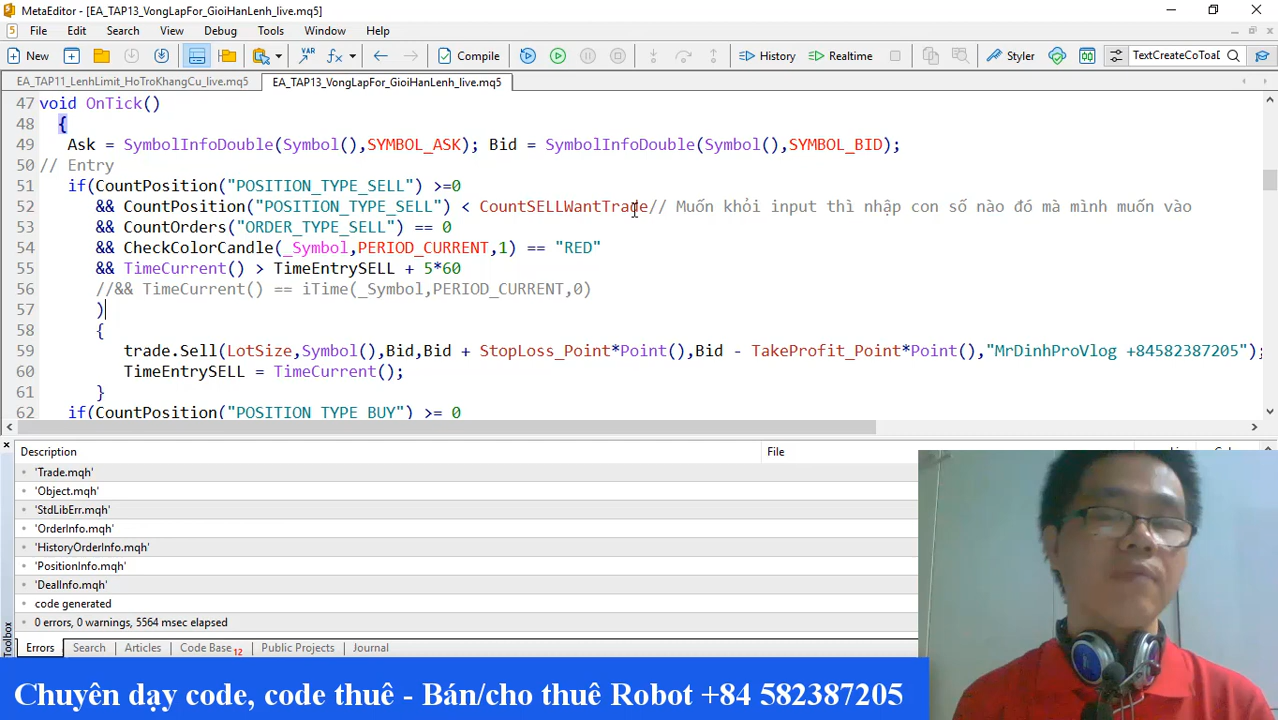 MetaEditor - [EA_TAP13_VongLapFor_GioiHanLenh_live.mq5]
File Edit Search View Debug Tools Window Help
New Compile History Realtime Styler TextCreateCoToaD
EA_TAP11_LenhLimit_HoTroKhangCu_live.mq5 EA_TAP13_VongLapFor_GioiHanLenh_live.mq5
47 void OnTick()
48 {
49 Ask = SymbolInfoDouble(Symbol(),SYMBOL_ASK); Bid = SymbolInfoDouble(Symbol(),SYMBOL_BID);
50 // Entry
51 if(CountPosition("POSITION_TYPE_SELL") >=0
52 && CountPosition("POSITION_TYPE_SELL") < CountSELLWantTrade// Muốn khỏi input thì nhập con số nào đó mà mình muốn vào
53 && CountOrders("ORDER_TYPE_SELL") == 0
54 && CheckColorCandle(_Symbol,PERIOD_CURRENT,1) == "RED"
55 && TimeCurrent() > TimeEntrySELL + 5*60
56 //&& TimeCurrent() == iTime(_Symbol,PERIOD_CURRENT,0)
57 )
58 {
59 trade.Sell(LotSize,Symbol(),Bid,Bid + StopLoss_Point*Point(),Bid - TakeProfit_Point*Point(),"MrDinhProVlog +84582387205");
60 TimeEntrySELL = TimeCurrent();
61 }
62 if(CountPosition("POSITION TYPE BUY") >= 0
Description File
'Trade.mqh'
'Object.mqh'
'StdLibErr.mqh'
'OrderInfo.mqh'
'HistoryOrderInfo.mqh'
'PositionInfo.mqh'
'DealInfo.mqh'
code generated
0 errors, 0 warnings, 5564 msec elapsed
Toolbox
Errors Search Articles Code Base 12 Public Projects Journal
Chuyên dạy code, code thuê - Bán/cho thuê Robot +84 582387205